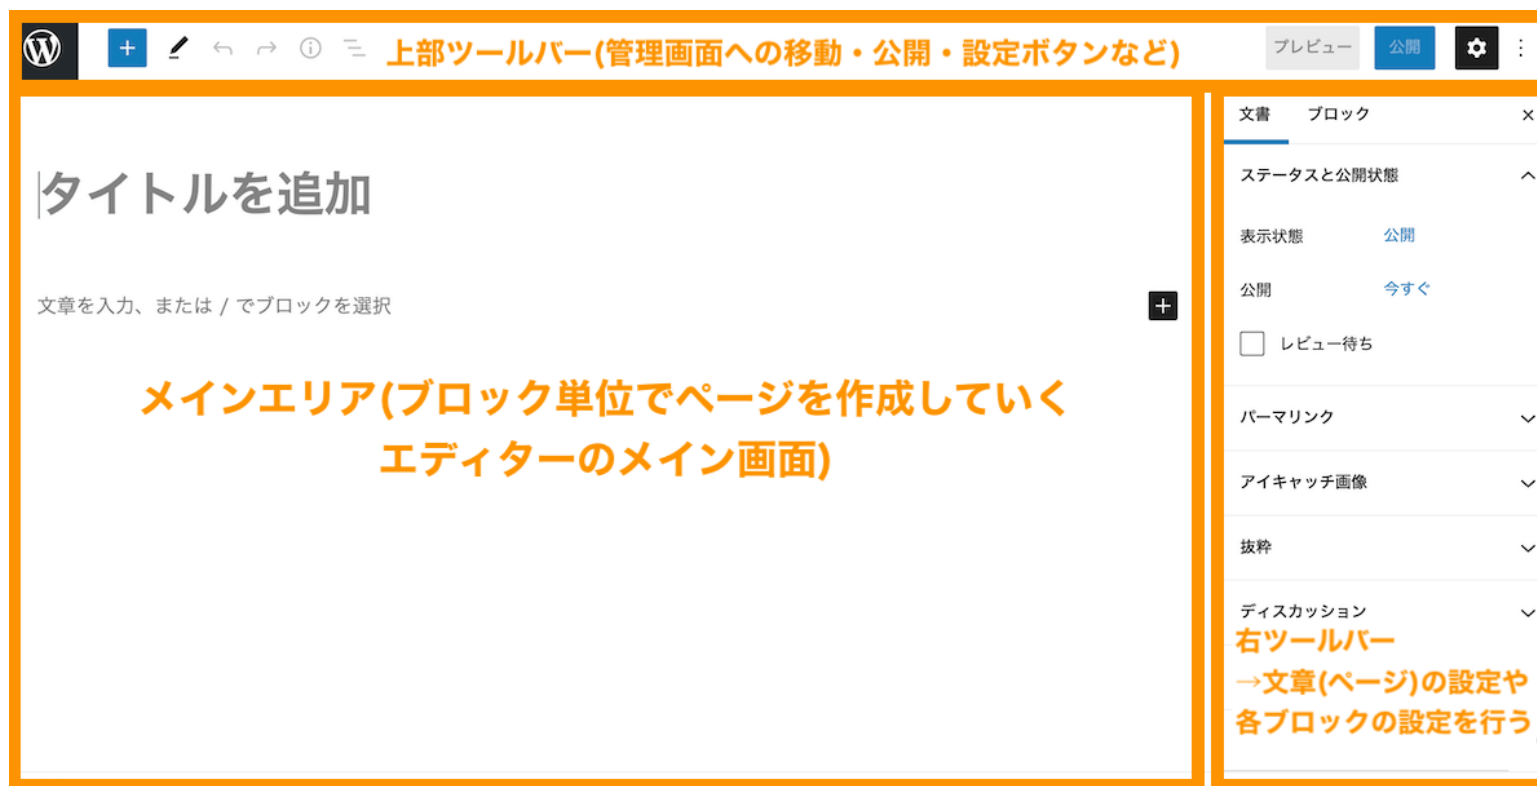 上部ツールバー(管理画面への移動・公開・設定ボタンなど)
プレビュー
公開
タイトルを追加
文章を入力、または / でブロックを選択
メインエリア(ブロック単位でページを作成していく
エディターのメイン画面)
文書 ブロック
ステータスと公開状態
表示状態 公開
公開 今すぐ
レビュー待ち
パーマリンク
アイキャッチ画像
抜粋
ディスカッション
右ツールバー
→文章(ページ)の設定や
各ブロックの設定を行う